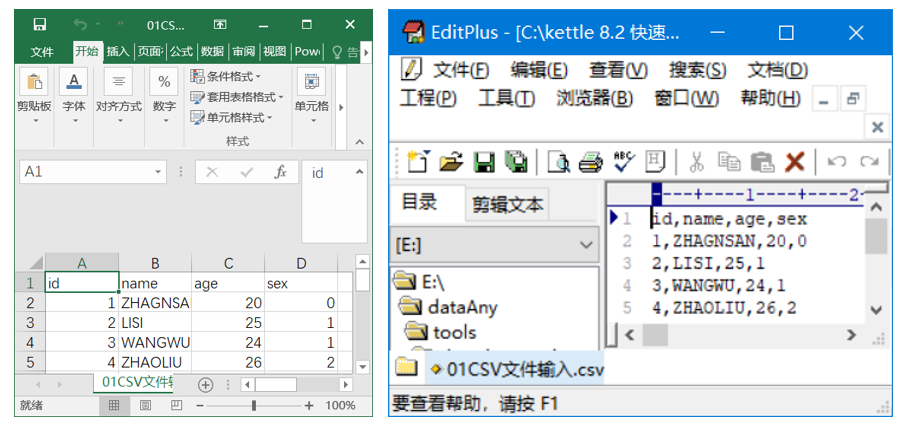 01CS...
文件 开始 插入 页面 公式 数据 审阅 视图 Pow 告
剪贴板 字体 对齐方式 % 数字 条件格式 套用表格格式 单元格样式 样式 单元格
A1 fx id
A B C D
1 id name age sex
2 1 ZHAGNSA 20 0
3 2 LISI 25 1
4 3 WANGWU 24 1
5 4 ZHAOLIU 26 2
01CSV文件输
就绪 100%
EditPlus - [C:\kettle 8.2 快速...
文件(F) 编辑(E) 查看(V) 搜索(S) 文档(D)
工程(P) 工具(T) 浏览器(B) 窗口(W) 帮助(H)
ABC H
目录 剪辑文本
[E:]
E:\
dataAny
tools
----+----1----+----2-
1 id,name,age,sex
2 1,ZHAGNSAN,20,0
3 2,LISI,25,1
4 3,WANGWU,24,1
5 4,ZHAOLIU,26,2
01CSV文件输入.csv
要查看帮助，请按 F1